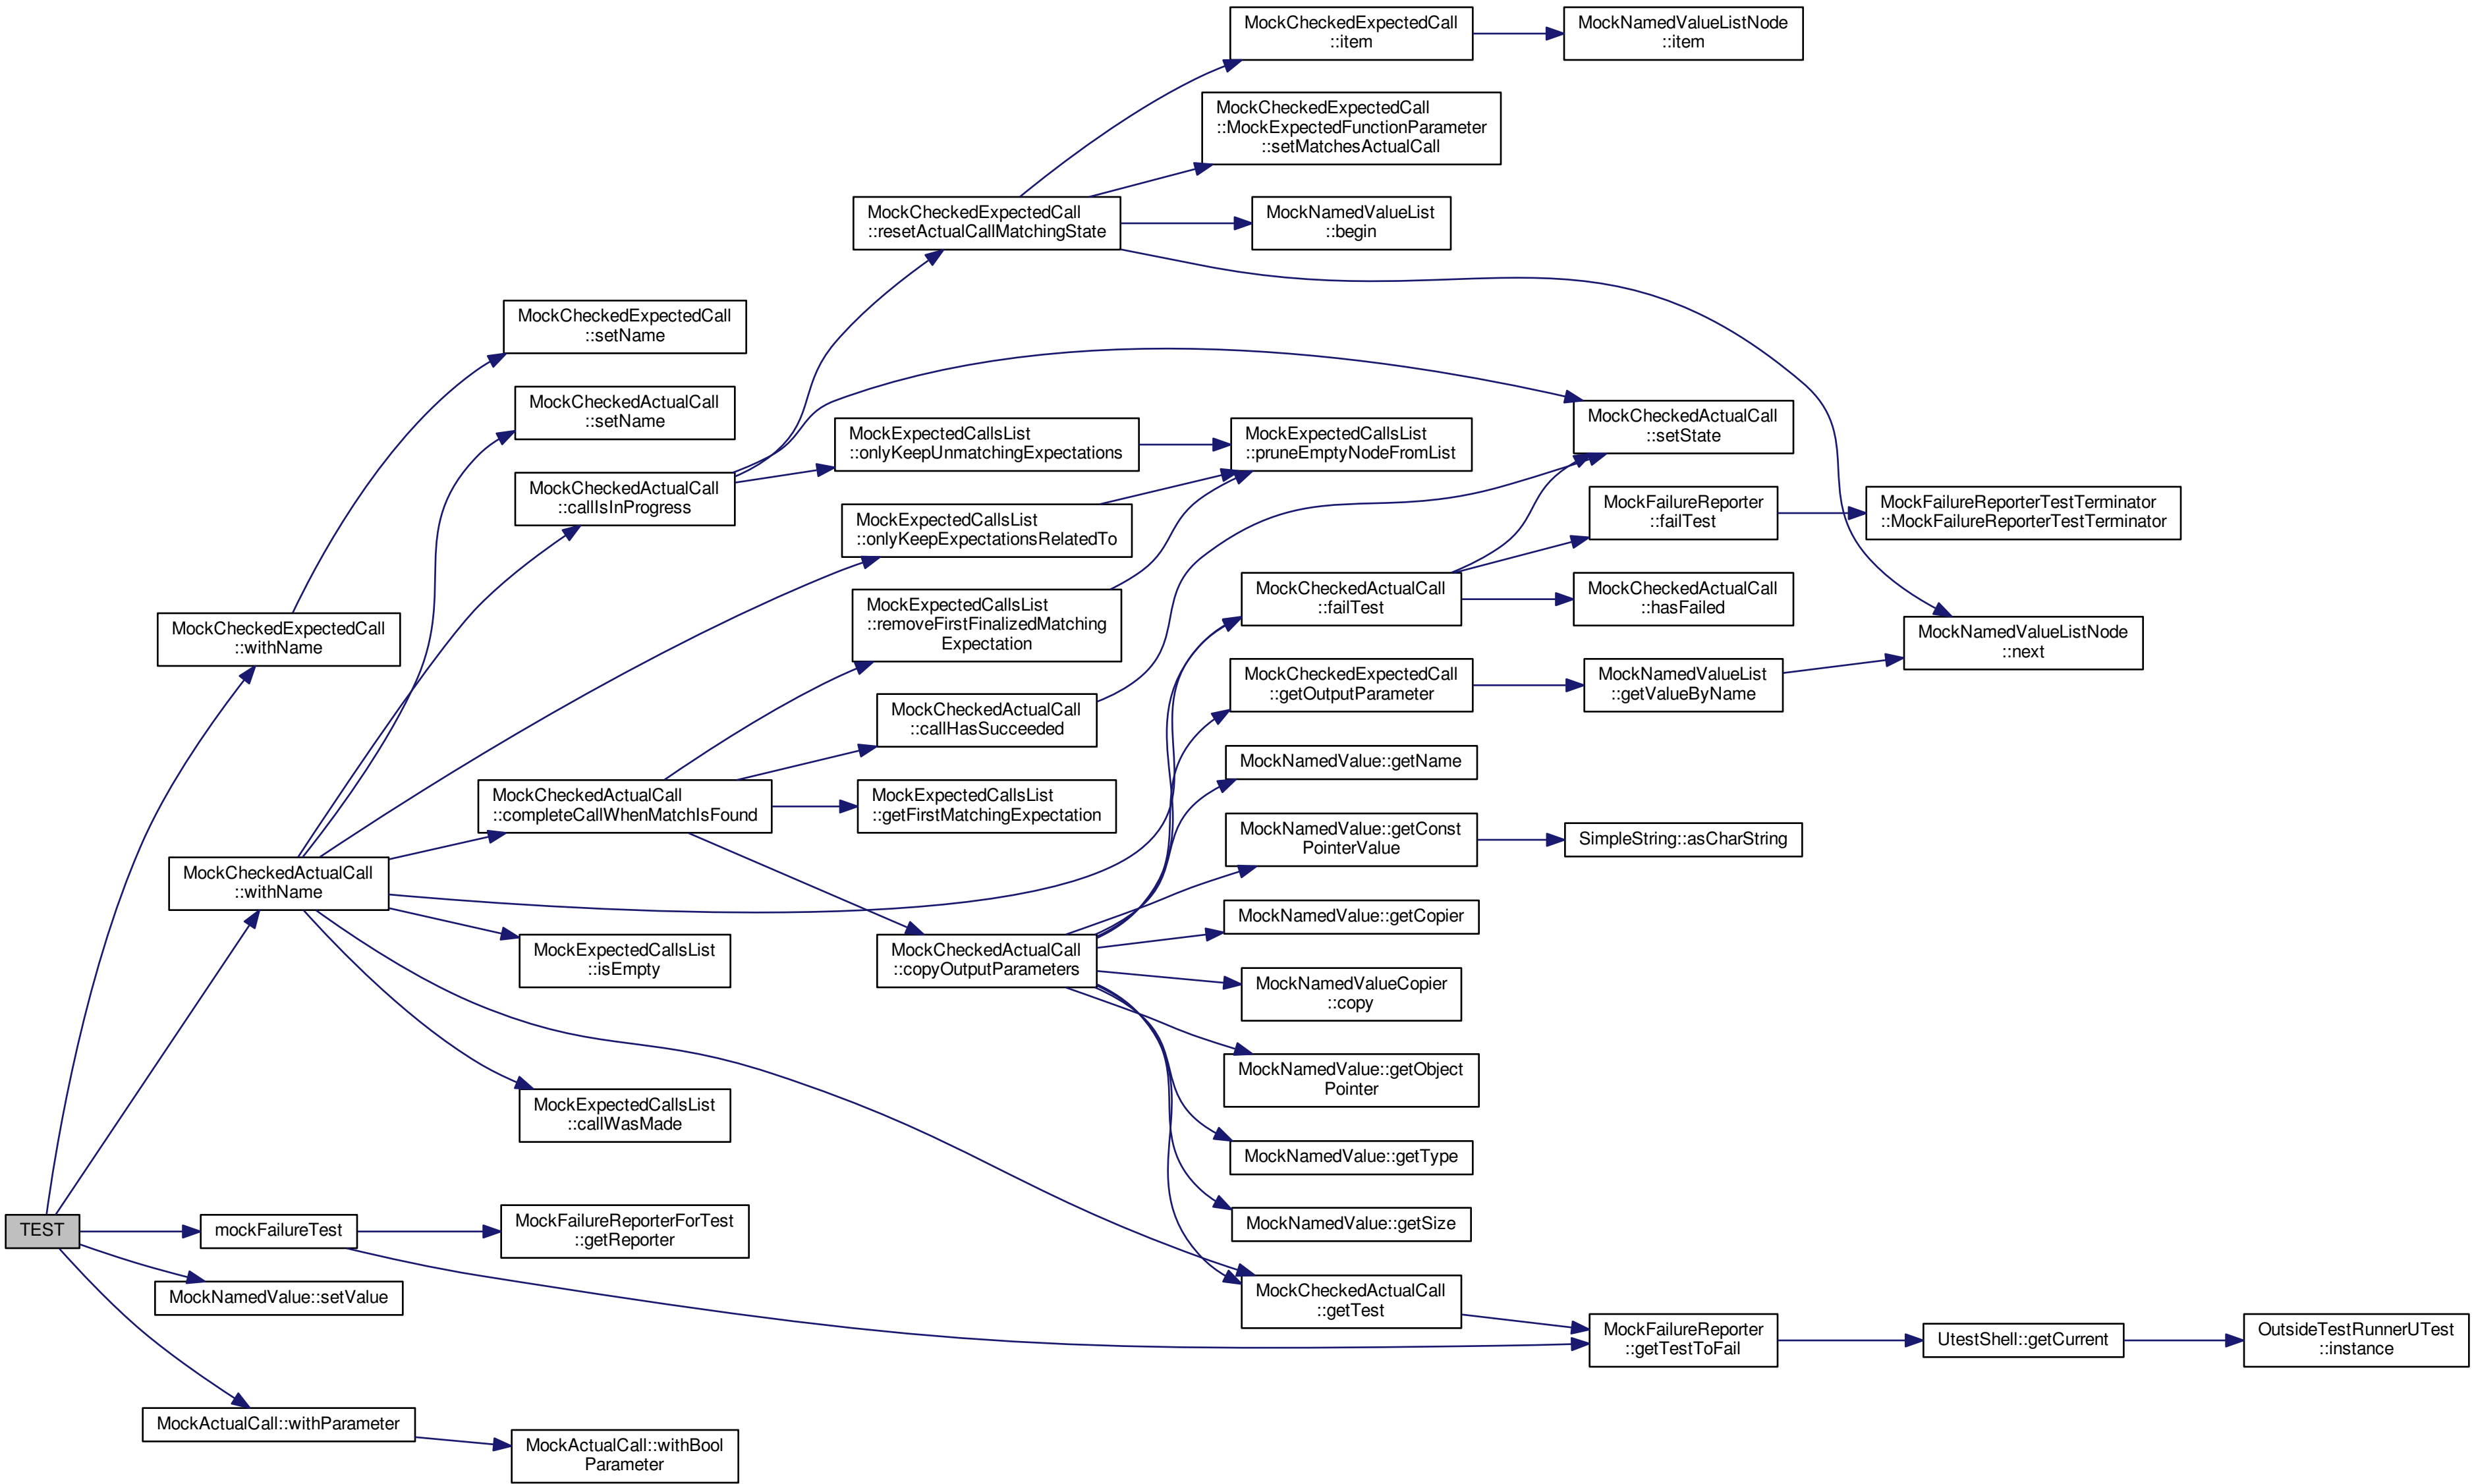 MockCheckedExpectedCall
::item
MockNamedValueListNode
::item
MockCheckedExpectedCall
::MockExpectedFunctionParameter
::setMatchesActualCall
MockCheckedExpectedCall
::resetActualCallMatchingState
MockNamedValueList
::begin
MockCheckedExpectedCall
::setName
MockCheckedActualCall
::setName
MockCheckedActualCall
::callIsInProgress
MockExpectedCallsList
::onlyKeepUnmatchingExpectations
MockExpectedCallsList
::pruneEmptyNodeFromList
MockCheckedActualCall
::setState
MockExpectedCallsList
::onlyKeepExpectationsRelatedTo
MockFailureReporter
::failTest
MockFailureReporterTestTerminator
::MockFailureReporterTestTerminator
MockCheckedExpectedCall
::withName
MockExpectedCallsList
::removeFirstFinalizedMatching
Expectation
MockCheckedActualCall
::failTest
MockCheckedActualCall
::hasFailed
MockNamedValueListNode
::next
MockCheckedActualCall
::callHasSucceeded
MockCheckedExpectedCall
::getOutputParameter
MockNamedValueList
::getValueByName
MockNamedValue::getName
MockCheckedActualCall
::completeCallWhenMatchIsFound
MockExpectedCallsList
::getFirstMatchingExpectation
MockNamedValue::getConst
PointerValue
SimpleString::asCharString
MockCheckedActualCall
::withName
MockExpectedCallsList
::isEmpty
MockCheckedActualCall
::copyOutputParameters
MockNamedValue::getCopier
MockNamedValueCopier
::copy
MockNamedValue::getObject
Pointer
MockExpectedCallsList
::callWasMade
MockNamedValue::getType
MockNamedValue::getSize
TEST
mockFailureTest
MockFailureReporterForTest
::getReporter
MockNamedValue::setValue
MockCheckedActualCall
::getTest
MockFailureReporter
::getTestToFail
UtestShell::getCurrent
OutsideTestRunnerUTest
::instance
MockActualCall::withParameter
MockActualCall::withBool
Parameter